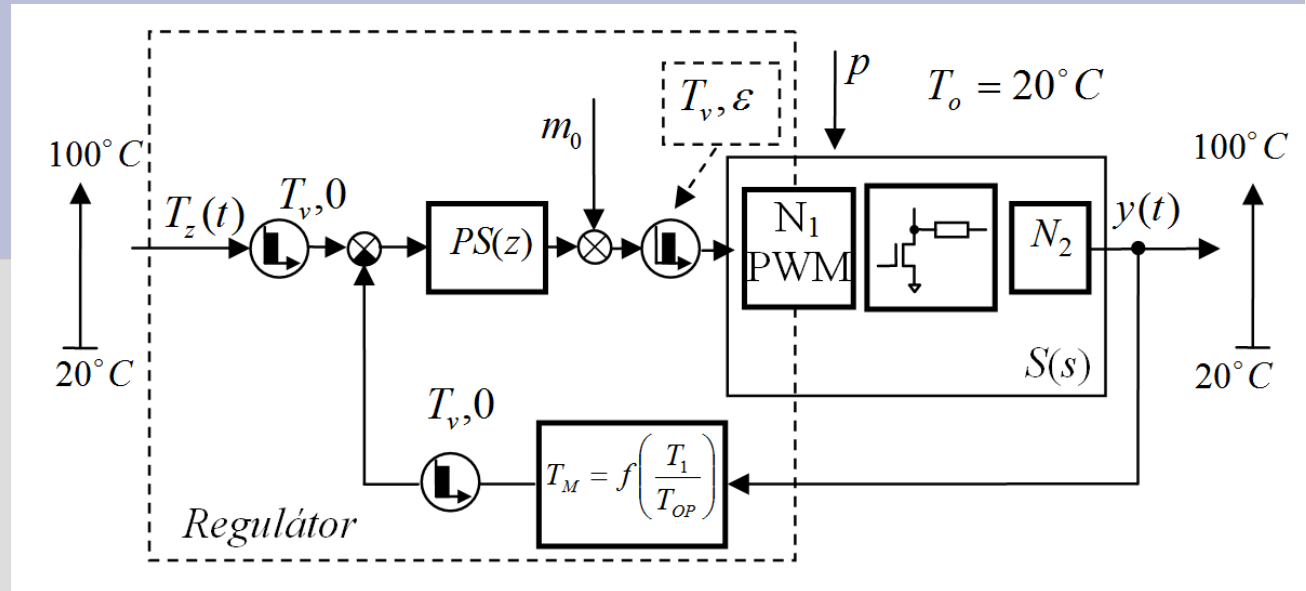 100°C
20°C
T_z(t)
T_v,0
PS(z)
m_0
T_v, ε
p
T_o = 20°C
N_1
PWM
N_2
y(t)
S(s)
100°C
20°C
T_v,0
T_M = f(T_1/T_OP)
Regulátor